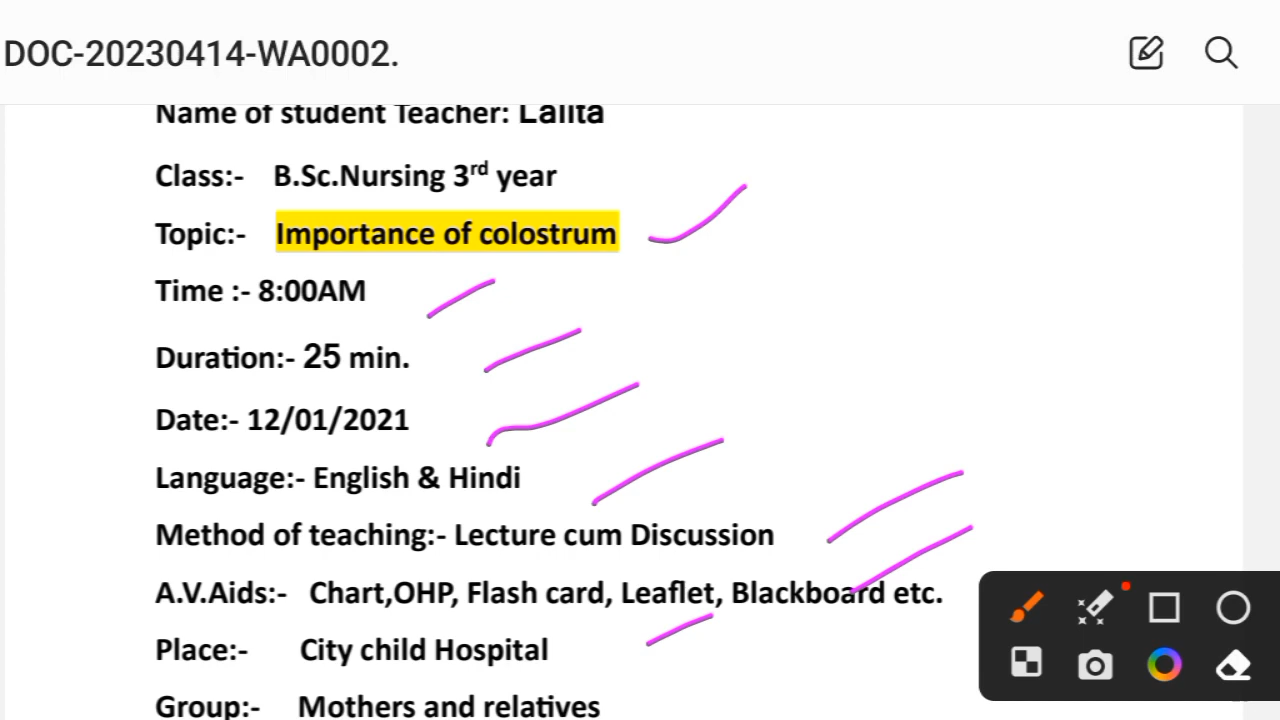 DOC-20230414-WA0002.
Name of student Teacher: Lalita
Class:- B.Sc.Nursing 3rd year
Topic:- Importance of colostrum
Time :- 8:00AM
Duration:- 25 min.
Date:- 12/01/2021
Language:- English & Hindi
Method of teaching:- Lecture cum Discussion
A.V.Aids:- Chart,OHP, Flash card, Leaflet, Blackboard etc.
Place:- City child Hospital
Group:- Mothers and relatives